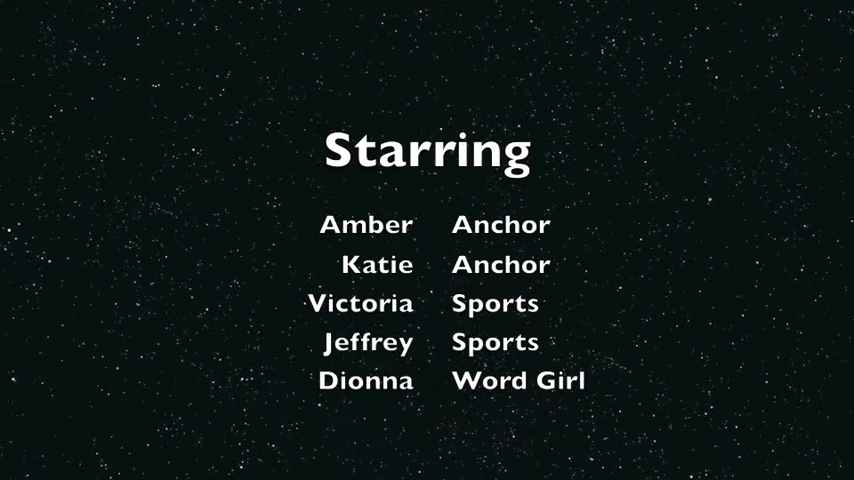 Starring
Amber Anchor
Katie Anchor
Victoria Sports
Jeffrey Sports
Dionna Word Girl